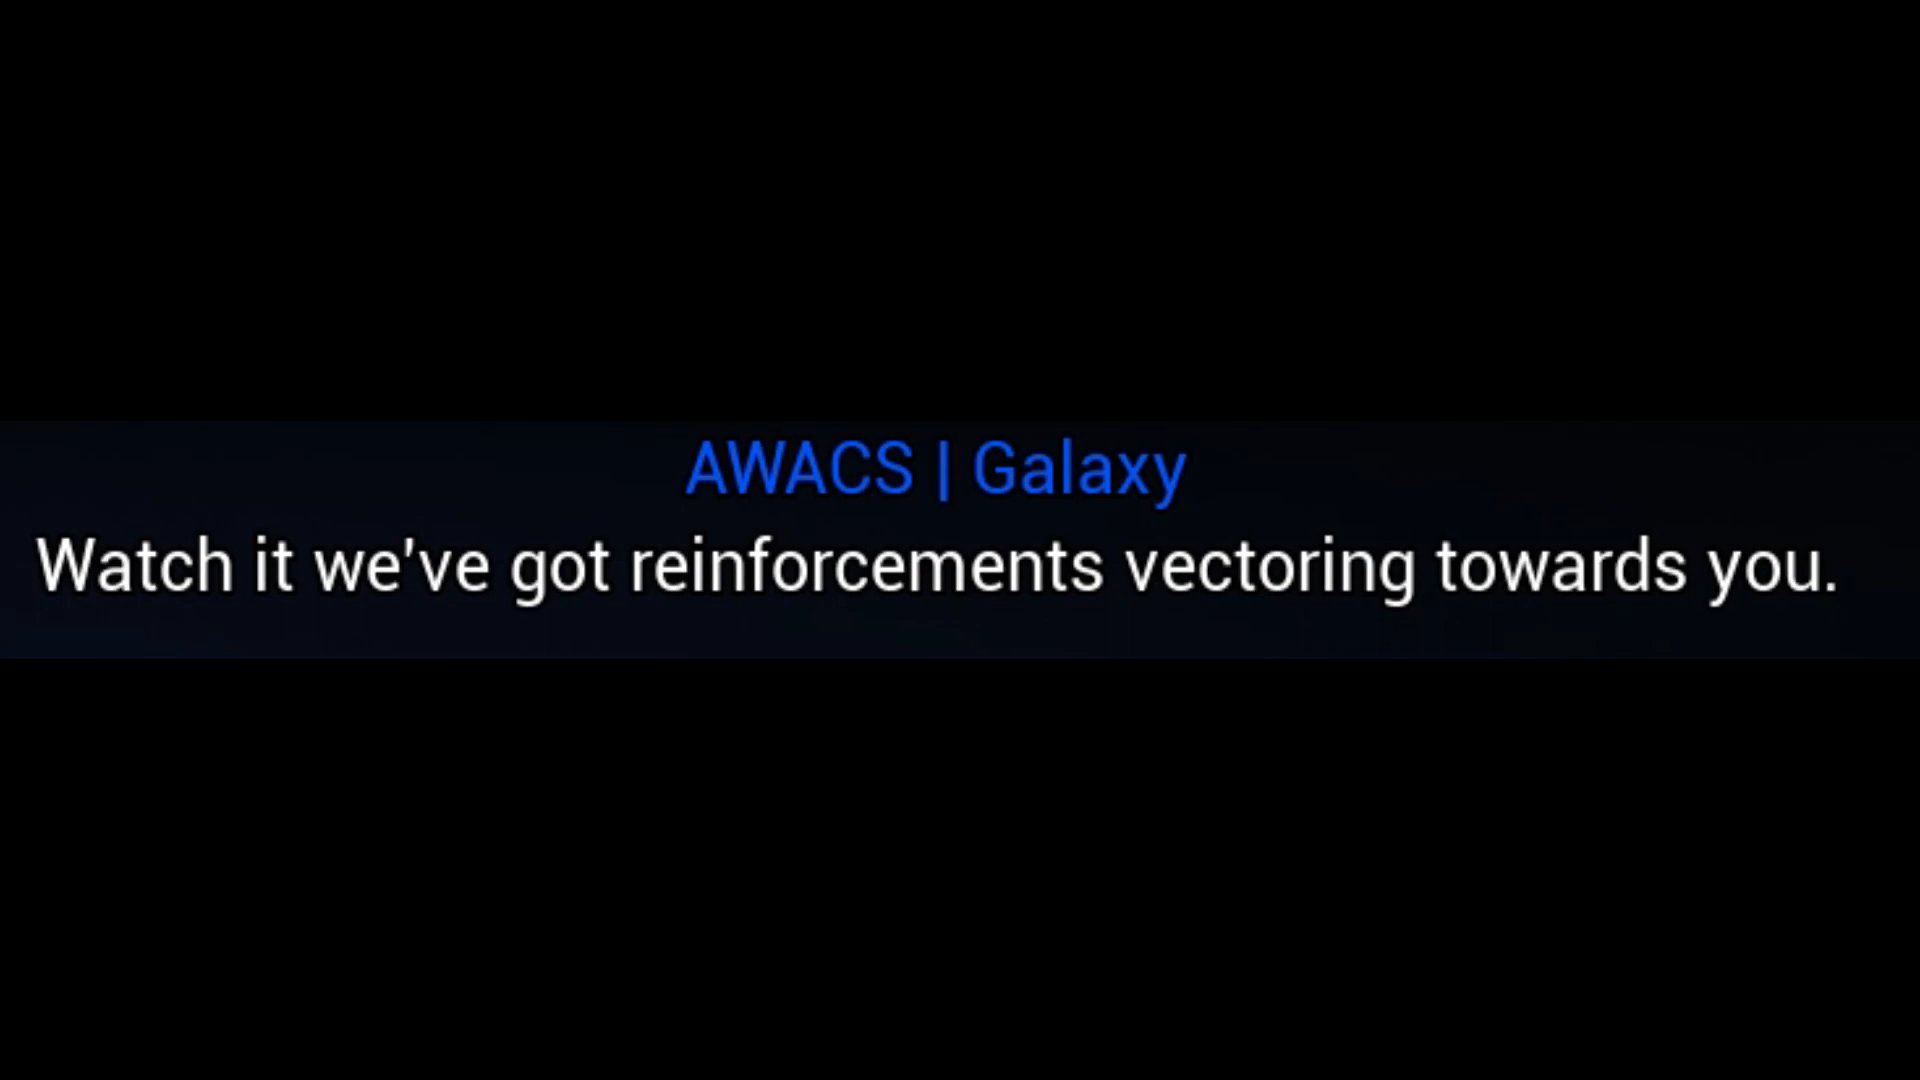 AWACS | Galaxy
Watch it we've got reinforcements vectoring towards you.